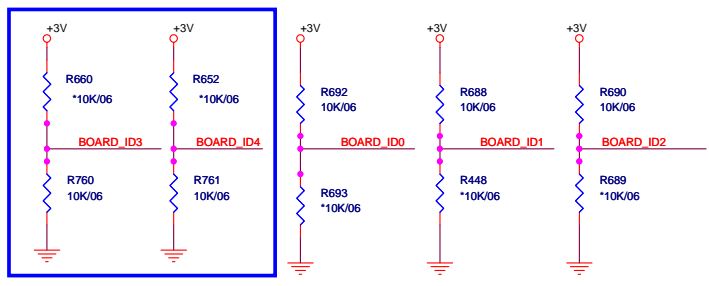 +3V
+3V
+3V
+3V
+3V
R660
*10K/06
R652
*10K/06
R692
10K/06
R688
10K/06
R690
10K/06
BOARD_ID3
BOARD_ID4
BOARD_ID0
BOARD_ID1
BOARD_ID2
R760
10K/06
R761
10K/06
R693
*10K/06
R448
*10K/06
R689
*10K/06